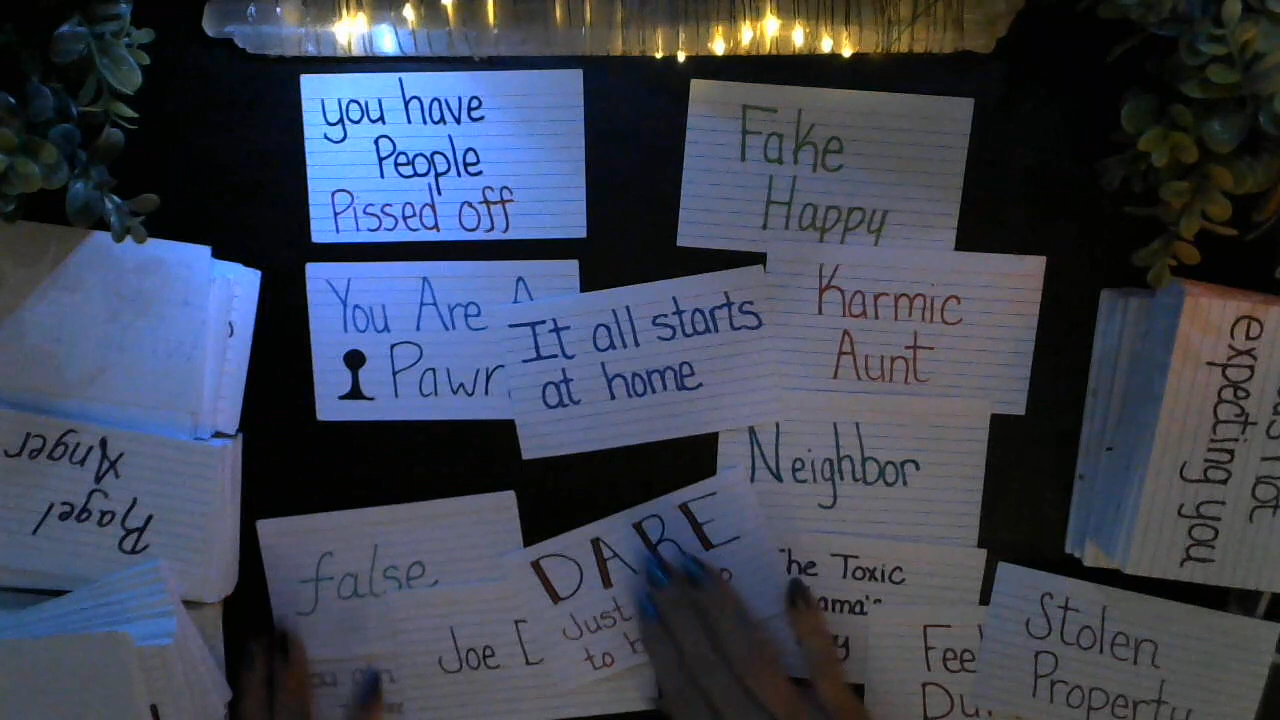 you have
People
Pissed off
Fake
Happy
You Are A
Pawn
It all starts
at home
Karmic
Aunt
Neighbor
expecting you
Anger
Rage
false
DARE
Just
to
Joe
The Toxic
Stolen
Property